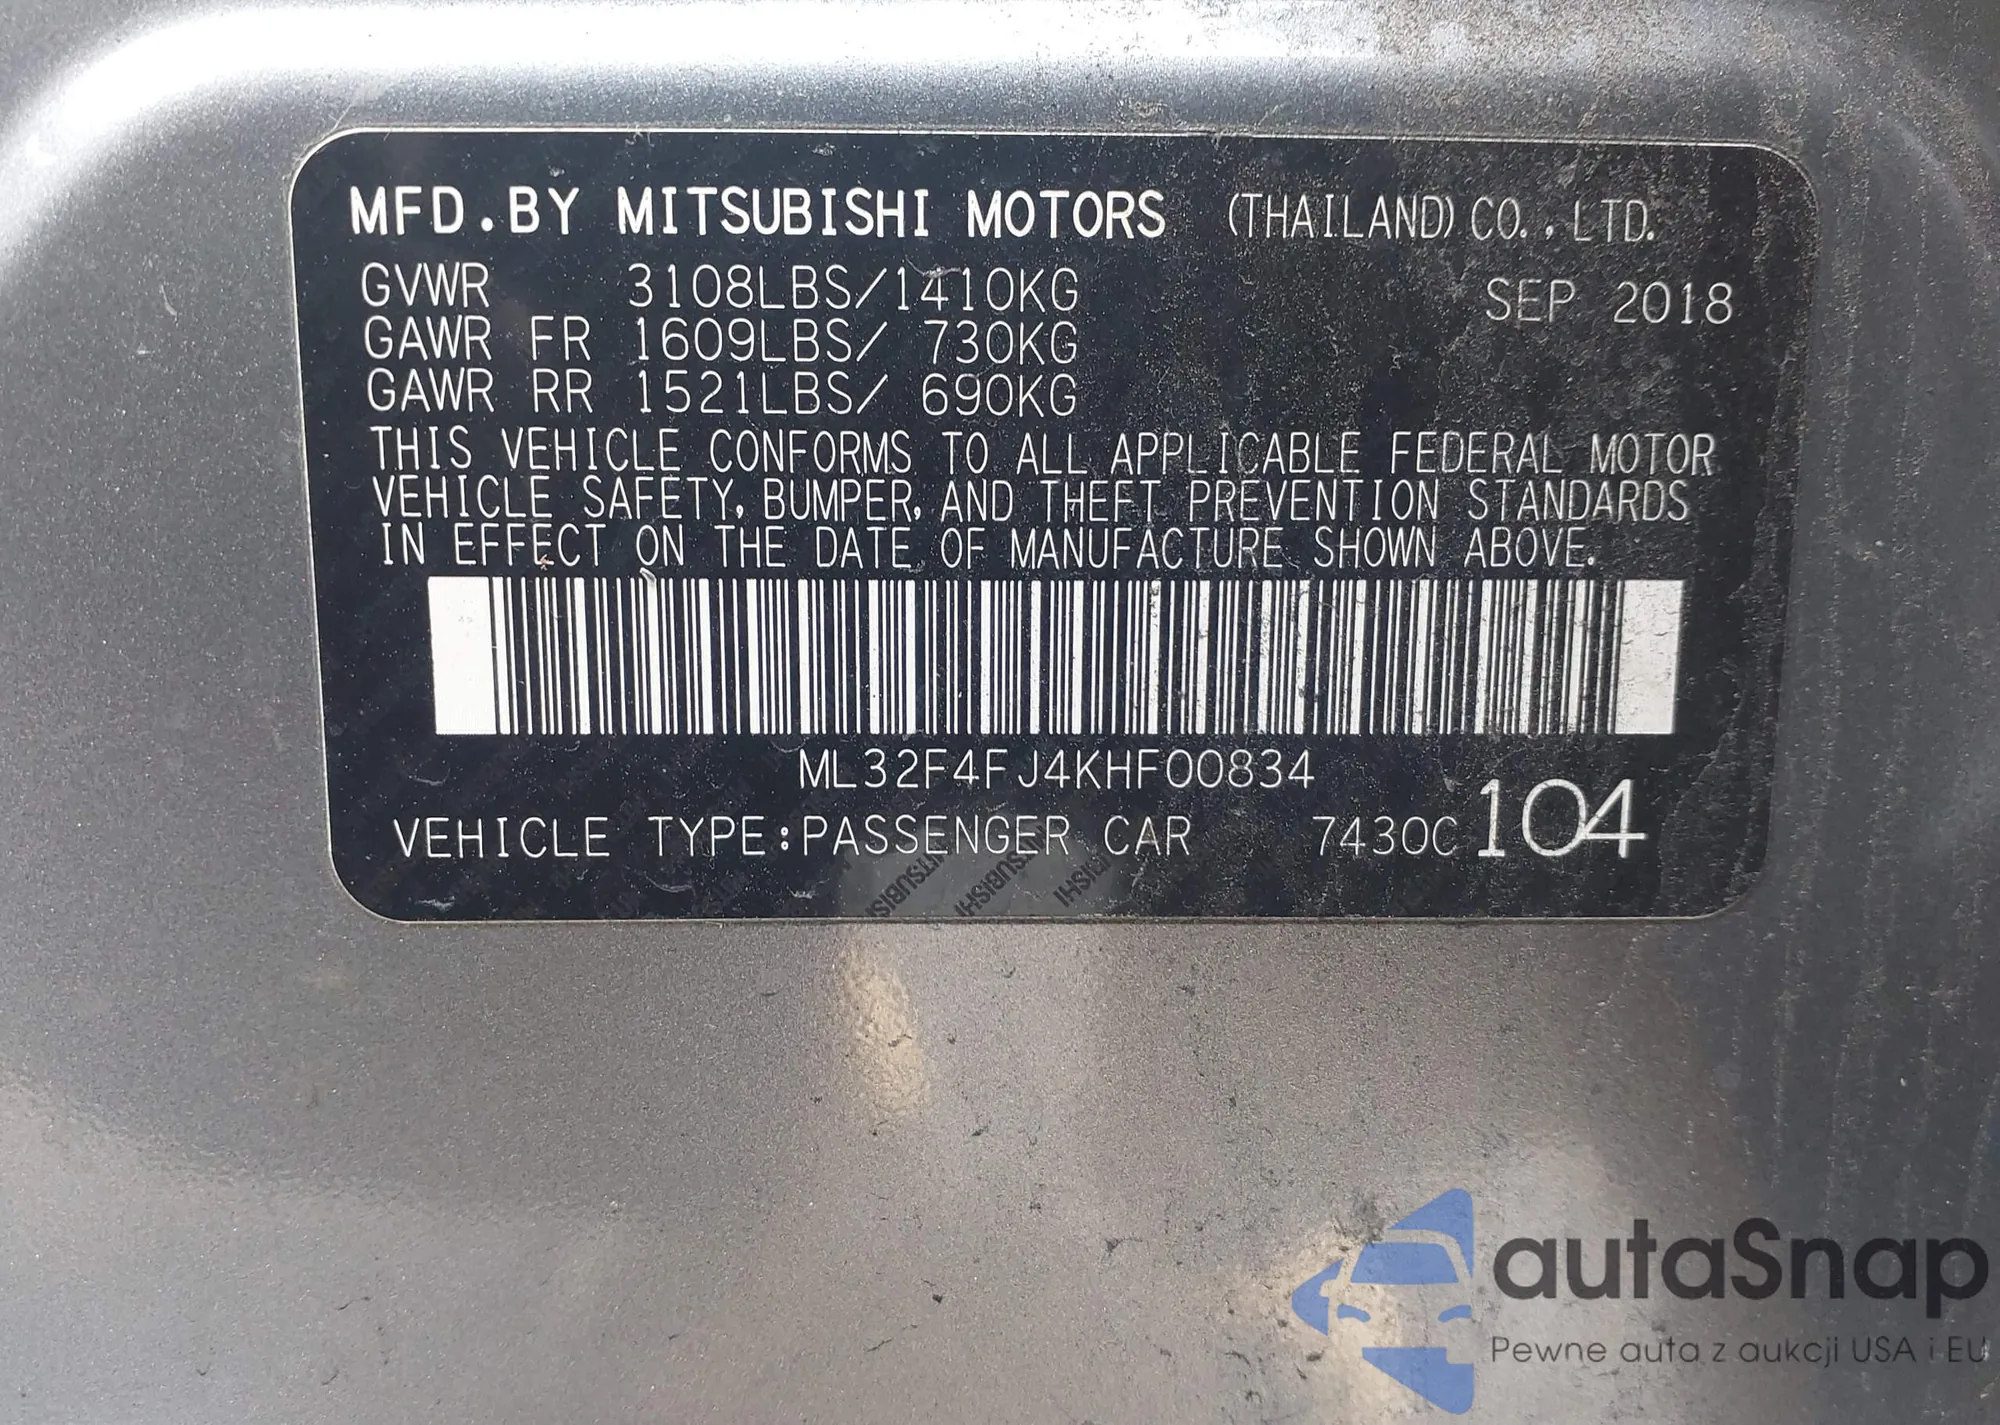 MFD.BY MITSUBISHI MOTORS (THAILAND) CO.,LTD.
GVWR 3108LBS/1410KG SEP 2018
GAWR FR 1609LBS/ 730KG
GAWR RR 1521LBS/ 690KG
THIS VEHICLE CONFORMS TO ALL APPLICABLE FEDERAL MOTOR
VEHICLE SAFETY, BUMPER, AND THEFT PREVENTION STANDARDS
IN EFFECT ON THE DATE OF MANUFACTURE SHOWN ABOVE.
ML32F4FJ4KHF00834
VEHICLE TYPE:PASSENGER CAR 7430C 104
MITSUBISHI MITSUBISHI MITSUBISHI
autaSnap
Pewne auta z aukcji USA i EU